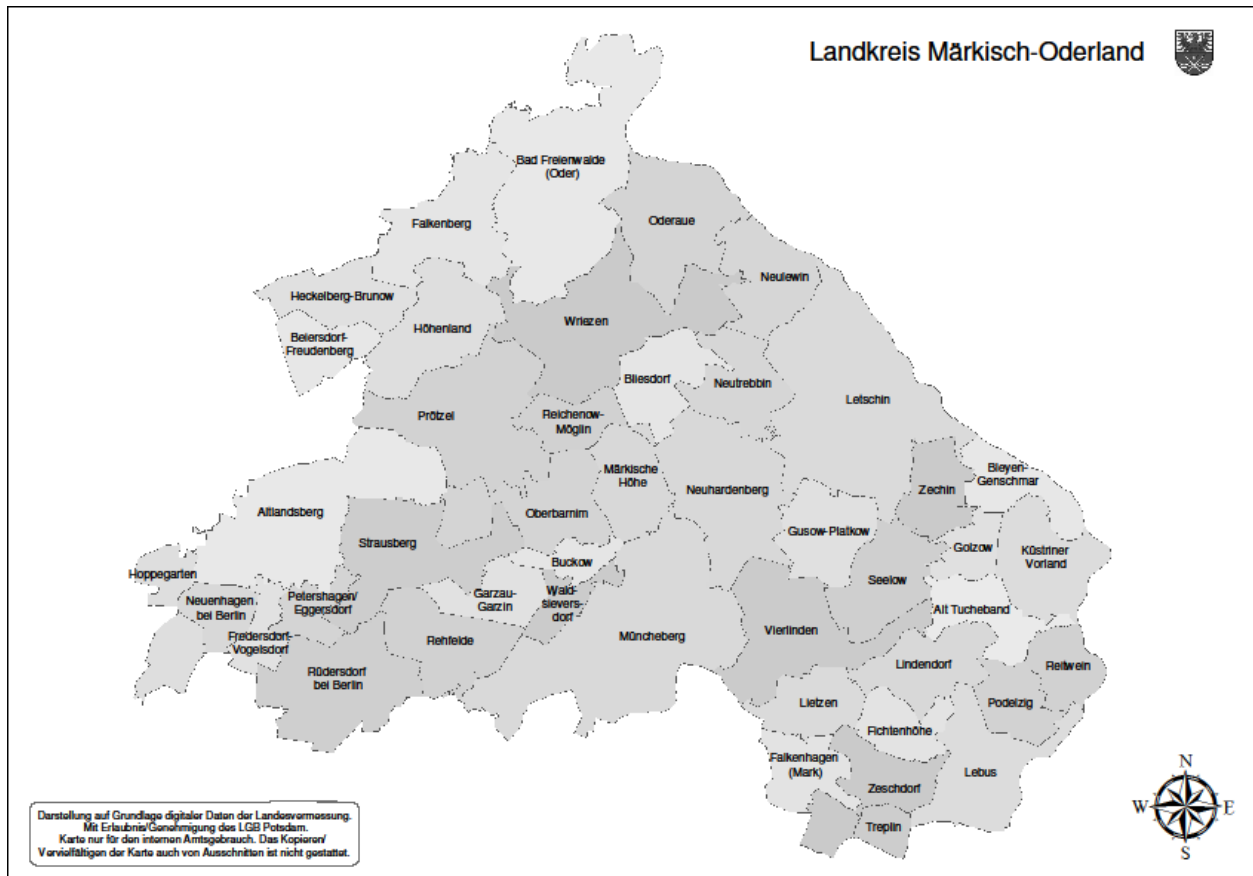 Landkreis Märkisch-Oderland
Bad Freienwalde
(Oder)
Oderaue
Falkenberg
Neulewin
Heckelberg-Brunow
Höhenland
Wriezen
Beiersdorf-
Freudenberg
Bliesdorf
Neutrebbin
Letschin
Prötzel
Reichenow-
Möglin
Märkische
Höhe
Bleyen-
Genschmar
Neuhardenberg
Zechin
Altlandsberg
Oberbarnim
Gusow-Platkow
Strausberg
Golzow
Küstriner
Vorland
Buckow
Hoppegarten
Seelow
Garzau-
Garzin
Wald-
sievers-
dorf
Neuenhagen
bei Berlin
Petershagen/
Eggersdorf
Alt Tucheband
Vierlinden
Müncheberg
Fredersdorf-
Vogelsdorf
Rehfelde
Lindendorf
Reitwein
Rüdersdorf
bei Berlin
Lietzen
Podelzig
Fichtenhöhe
Falkenhagen
(Mark)
Lebus
Zeschdorf
Treplin
N
W
E
S
Darstellung auf Grundlage digitaler Daten der Landesvermessung.
Mit Erlaubnis/Genehmigung des LGB Potsdam.
Karte nur für den internen Amtsgebrauch. Das Kopieren/
Vervielfältigen der Karte auch von Ausschnitten ist nicht gestattet.